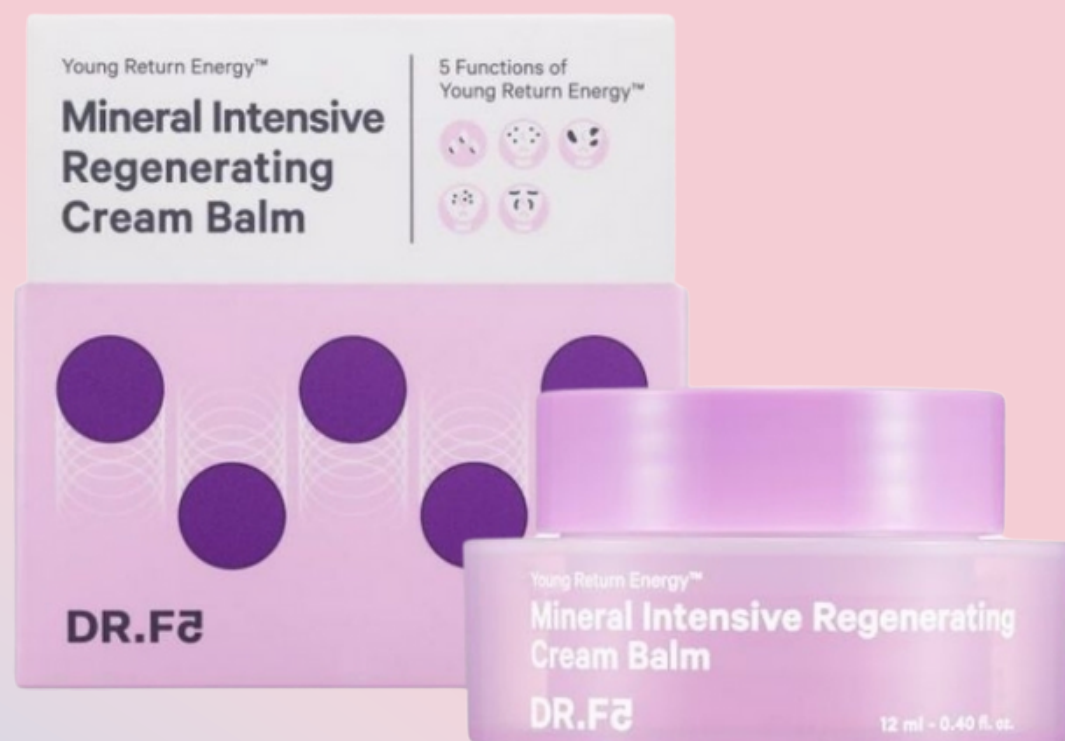 Young Return Energy™
Mineral Intensive
Regenerating
Cream Balm
5 Functions of
Young Return Energy™
DR.F5
Young Return Energy™
Mineral Intensive Regenerating
Cream Balm
DR.F5
12 ml - 0.40 fl. oz.